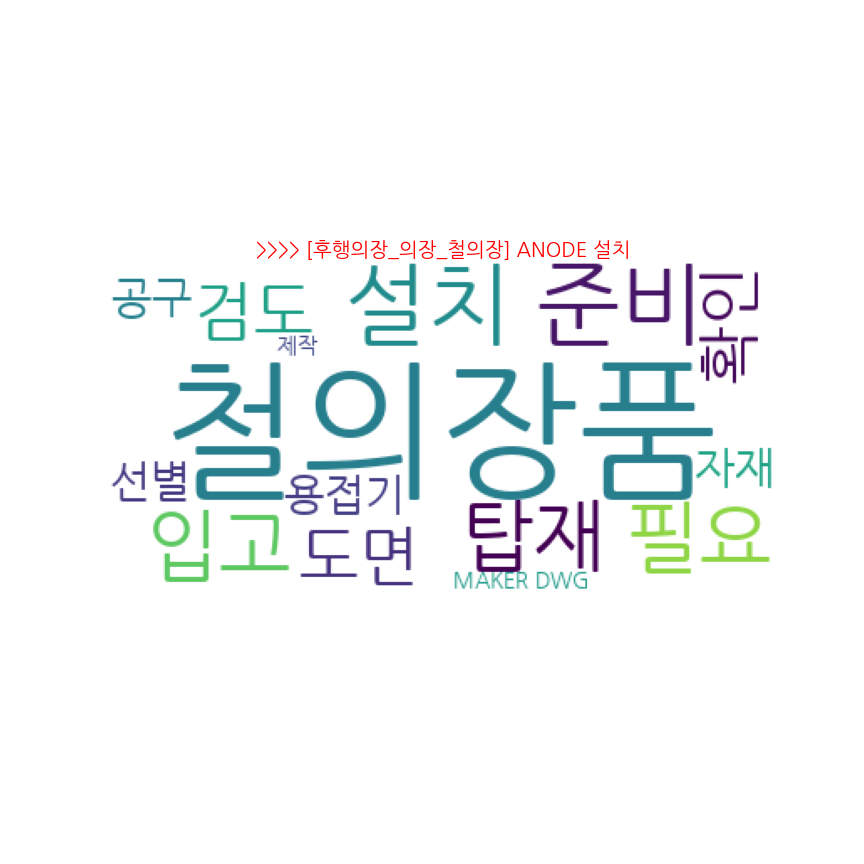 >>>> [후행의장_의장_철의장] ANODE 설치
공구
검도
설치
준비
확인
제작
철의장품
선별
용접기
자재
입고
도면
탑재
필요
MAKER DWG